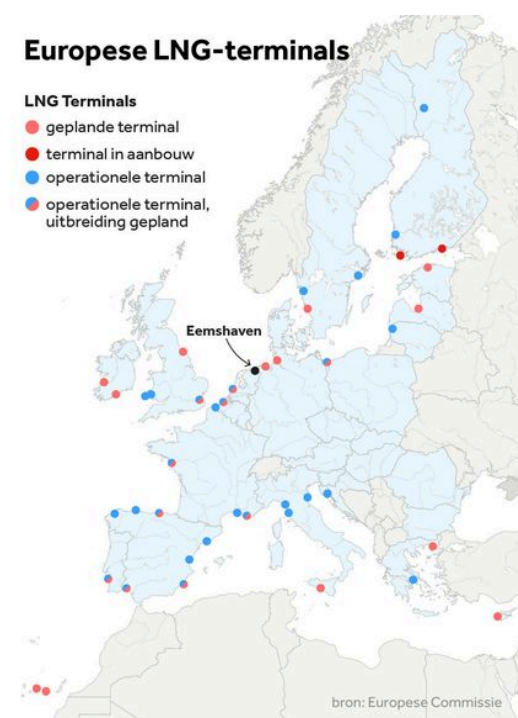 Europese LNG-terminals
LNG Terminals
geplande terminal
terminal in aanbouw
operationele terminal
operationele terminal,
uitbreiding gepland
Eemshaven
bron: Europese Commissie